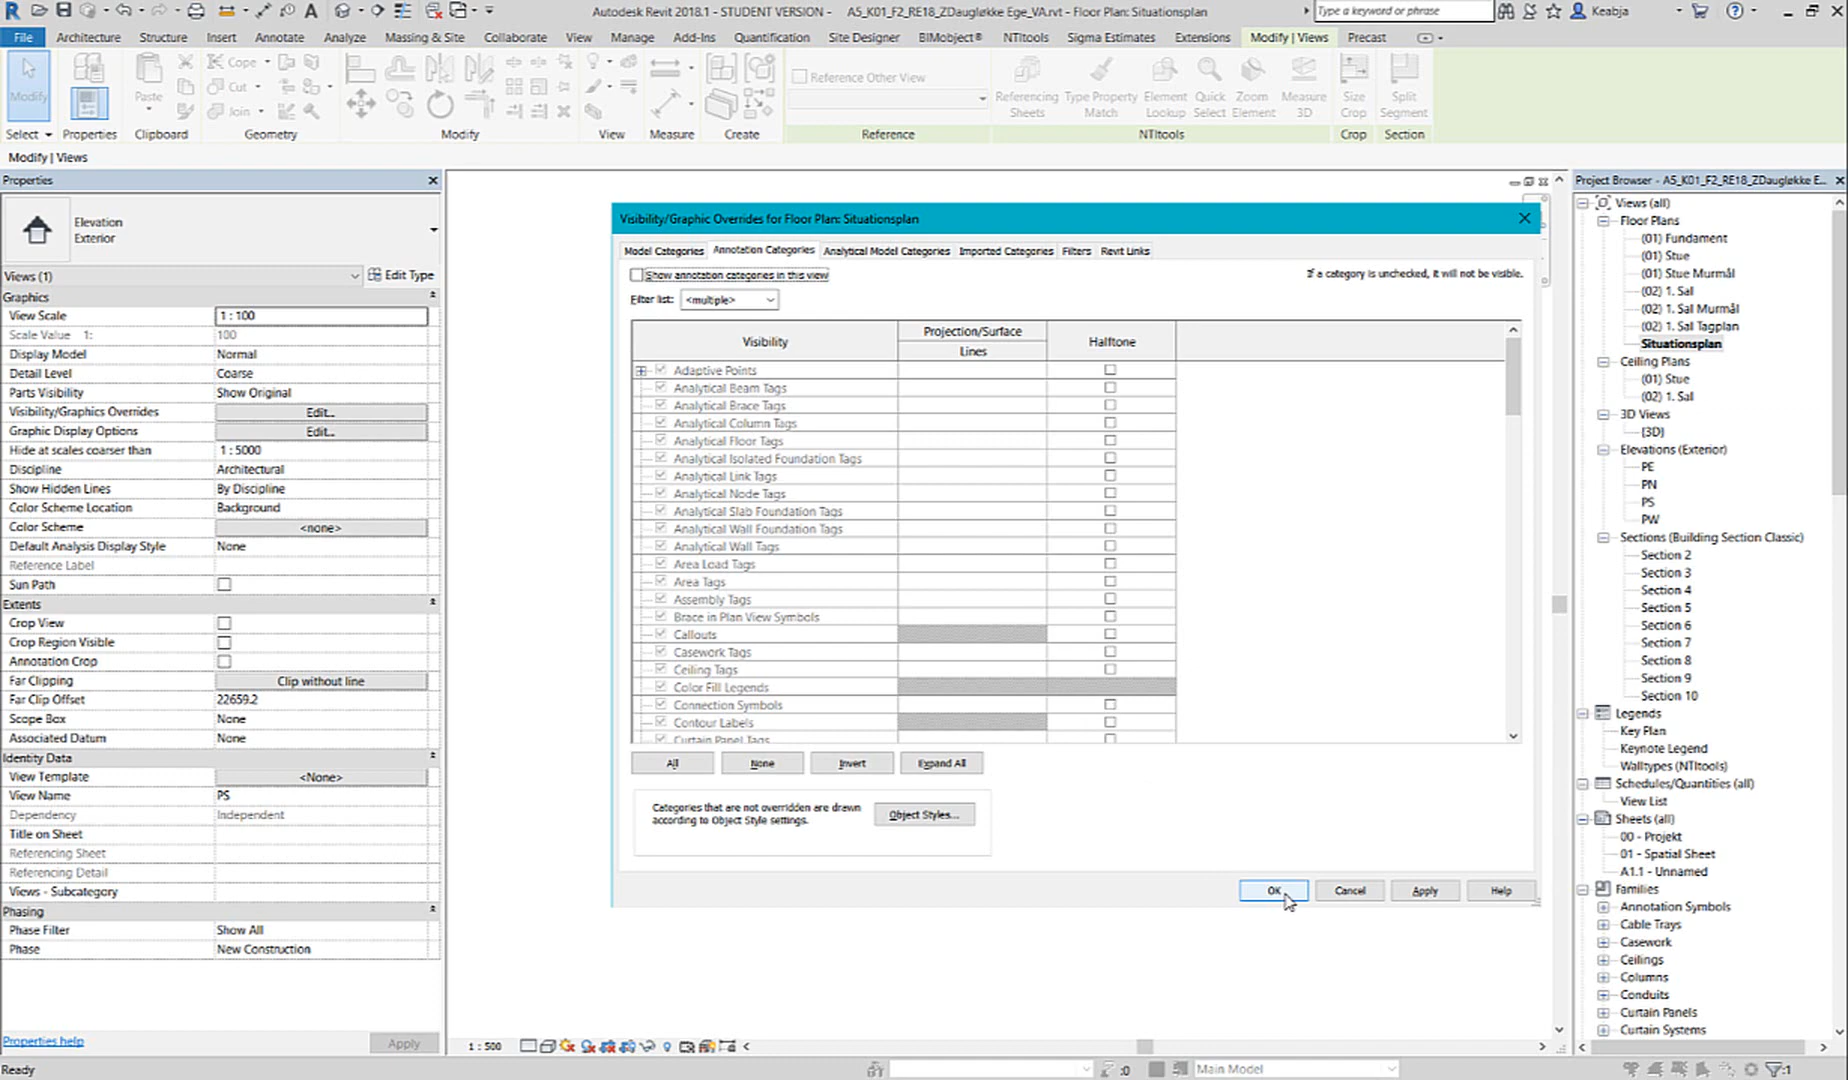 Autodesk Revit 2018.1 - STUDENT VERSION - A5_K01_F2_RE18_ZDaugløkke Ege_VA.rvt - Floor Plan: Situationsplan
Type a keyword or phrase
Keabja
File Architecture Structure Insert Annotate Analyze Massing & Site Collaborate View Manage Add-Ins Quantification Site Designer BIMobject® NTItools Sigma Estimates Extensions Modify | Views Precast
Modify
Paste
Cope
Cut
Join
Reference Other View
Referencing Sheets
Type Property Match
Element Lookup
Quick Select
Zoom Element
Measure 3D
Size Crop
Split Segment
Select Properties Clipboard Geometry Modify View Measure Create Reference NTItools Crop Section
Modify | Views
Properties
Elevation
Exterior
Views (1)
Edit Type
Graphics
View Scale 1 : 100
Scale Value 1: 100
Display Model Normal
Detail Level Coarse
Parts Visibility Show Original
Visibility/Graphics Overrides Edit...
Graphic Display Options Edit...
Hide at scales coarser than 1 : 5000
Discipline Architectural
Show Hidden Lines By Discipline
Color Scheme Location Background
Color Scheme <none>
Default Analysis Display Style None
Reference Label
Sun Path
Extents
Crop View
Crop Region Visible
Annotation Crop
Far Clipping Clip without line
Far Clip Offset 22659.2
Scope Box None
Associated Datum None
Identity Data
View Template <None>
View Name PS
Dependency Independent
Title on Sheet
Referencing Sheet
Referencing Detail
Views - Subcategory
Phasing
Phase Filter Show All
Phase New Construction
Properties help
Apply
Visibility/Graphic Overrides for Floor Plan: Situationsplan
Model Categories Annotation Categories Analytical Model Categories Imported Categories Filters Revit Links
Show annotation categories in this view
If a category is unchecked, it will not be visible.
Filter list: <multiple>
Visibility
Projection/Surface
Lines
Halftone
Adaptive Points
Analytical Beam Tags
Analytical Brace Tags
Analytical Column Tags
Analytical Floor Tags
Analytical Isolated Foundation Tags
Analytical Link Tags
Analytical Node Tags
Analytical Slab Foundation Tags
Analytical Wall Foundation Tags
Analytical Wall Tags
Area Load Tags
Area Tags
Assembly Tags
Brace in Plan View Symbols
Callouts
Casework Tags
Ceiling Tags
Color Fill Legends
Connection Symbols
Contour Labels
Curtain Panel Tags
All None Invert Expand All
Categories that are not overridden are drawn
according to Object Style settings.
Object Styles...
OK Cancel Apply Help
Project Browser - A5_K01_F2_RE18_ZDaugløkke E...
Views (all)
Floor Plans
(01) Fundament
(01) Stue
(01) Stue Murmål
(02) 1. Sal
(02) 1. Sal Murmål
(02) 1. Sal Tagplan
Situationsplan
Ceiling Plans
(01) Stue
(02) 1. Sal
3D Views
{3D}
Elevations (Exterior)
PE
PN
PS
PW
Sections (Building Section Classic)
Section 2
Section 3
Section 4
Section 5
Section 6
Section 7
Section 8
Section 9
Section 10
Legends
Key Plan
Keynote Legend
Walltypes (NTItools)
Schedules/Quantities (all)
View List
Sheets (all)
00 - Projekt
01 - Spatial Sheet
A1.1 - Unnamed
Families
Annotation Symbols
Cable Trays
Casework
Ceilings
Columns
Conduits
Curtain Panels
Curtain Systems
1 : 500
Ready
:0
Main Model
:1